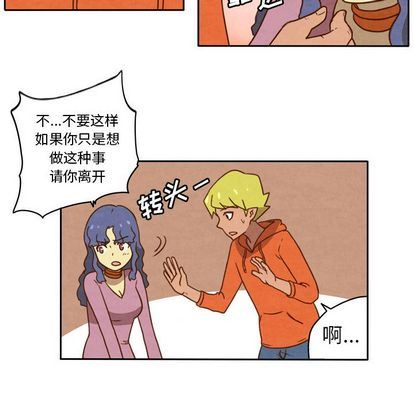 不...不要这样
如果你只是想
做这种事
请你离开
转头一
啊...